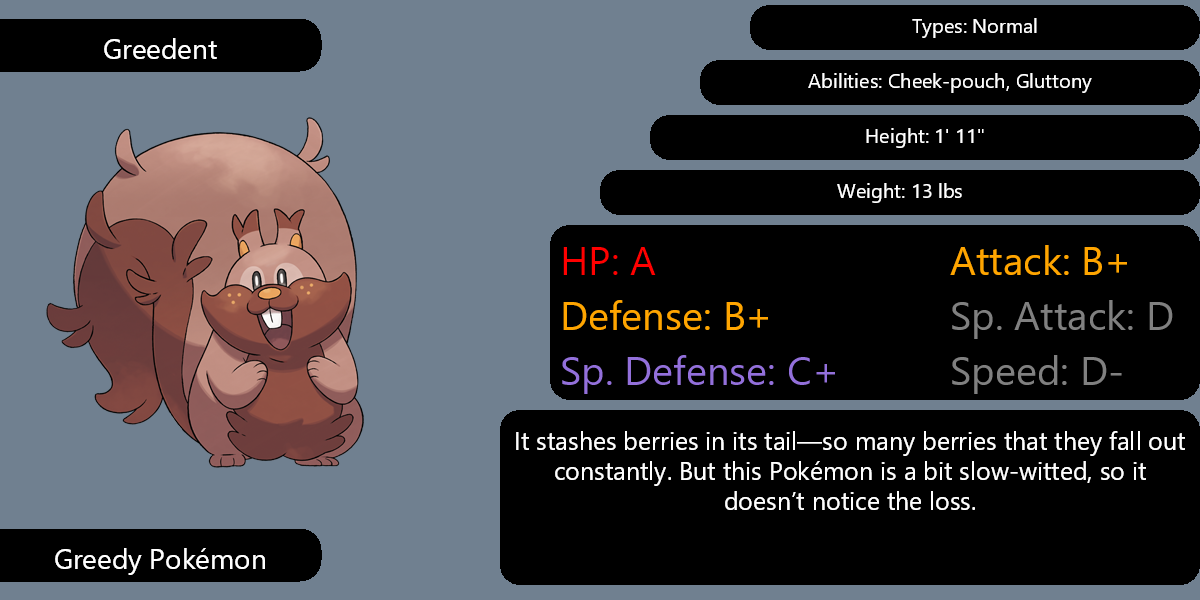 Greedent
Types: Normal
Abilities: Cheek-pouch, Gluttony
Height: 1' 11"
Weight: 13 lbs
HP: A
Attack: B+
Defense: B+
Sp. Attack: D
Sp. Defense: C+
Speed: D-
It stashes berries in its tail—so many berries that they fall out
constantly. But this Pokémon is a bit slow-witted, so it
doesn’t notice the loss.
Greedy Pokémon